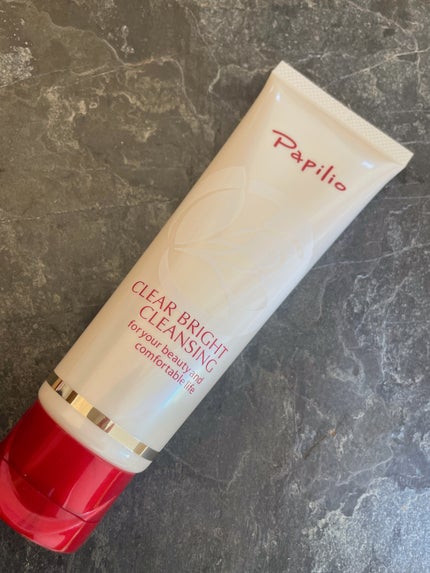 Papilio
CLEAR BRIGHT
CLEANSING
for your beauty and
comfortable life